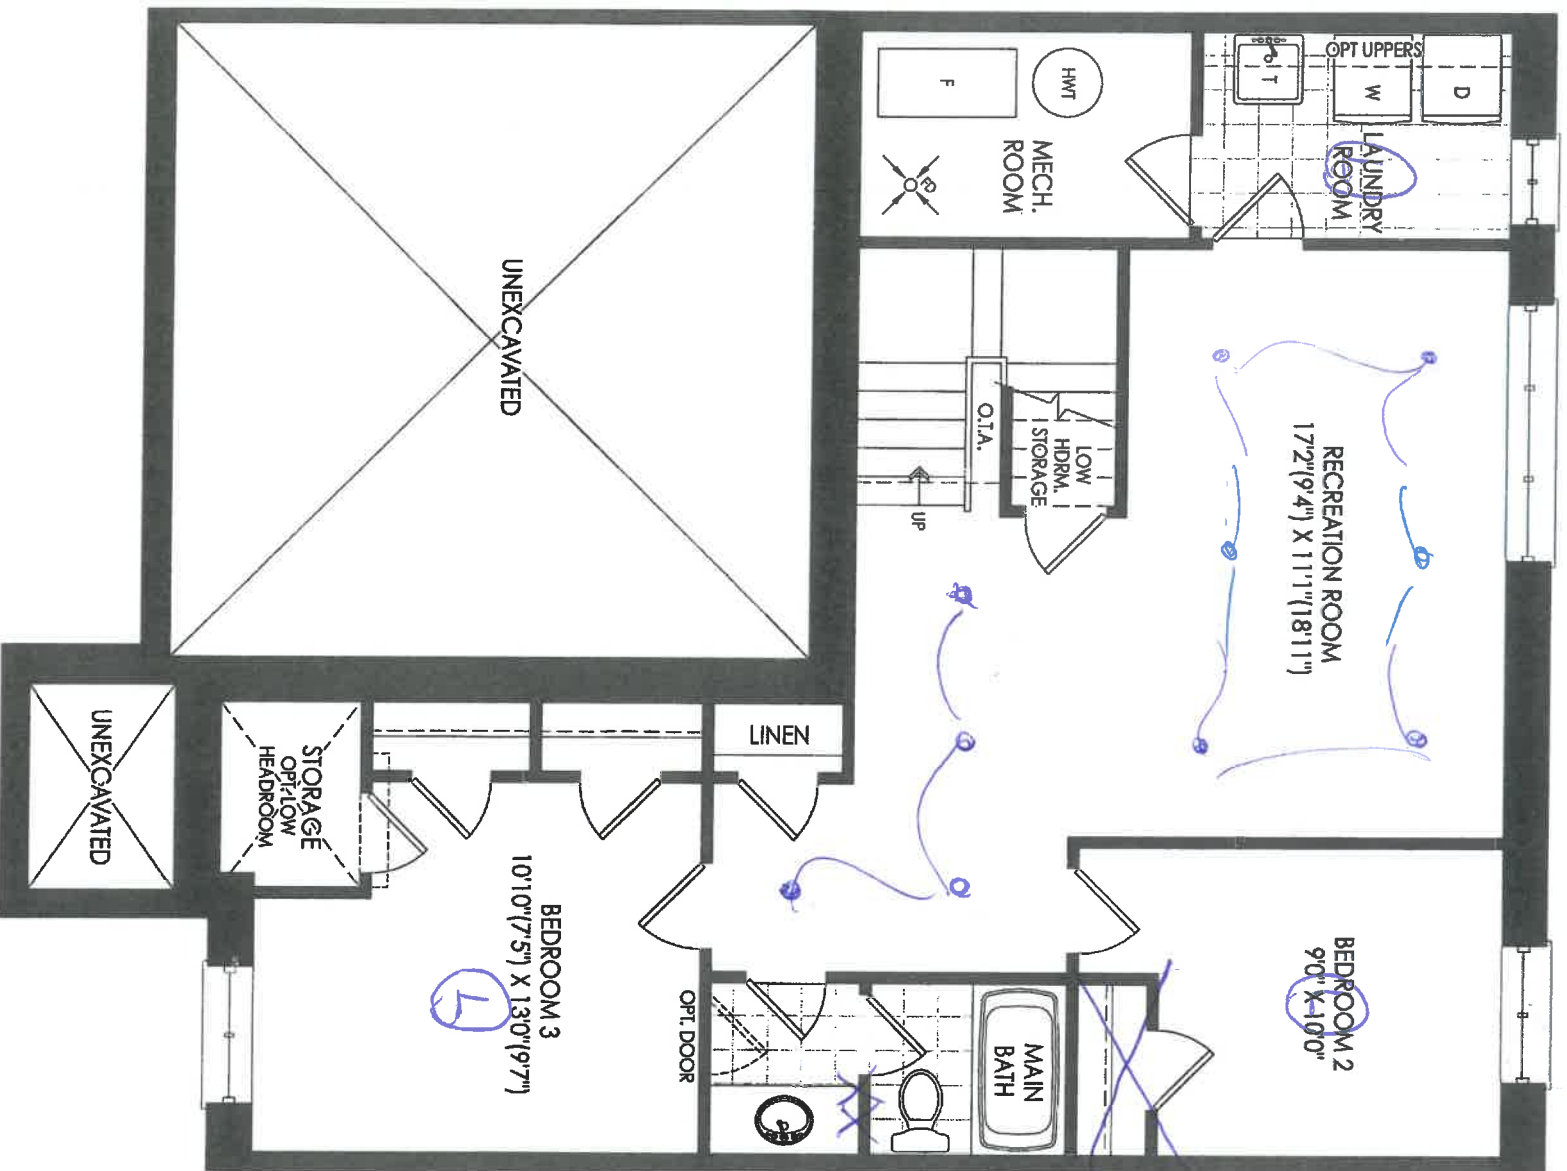 OPT UPPERS
D
W
T
LAUNDRY
ROOM
HWT
F
MECH.
ROOM
FD
RECREATION ROOM
17'2"(9'4") X 11'1"(18'11")
LOW
HDRM.
STORAGE
O.T.A.
UP
UNEXCAVATED
LINEN
BEDROOM 2
9'0" X 10'0"
MAIN
BATH
OPT. DOOR
BEDROOM 3
10'10"(7'5") X 13'0"(9'7")
L
STORAGE
OPT. LOW
HEADROOM
UNEXCAVATED